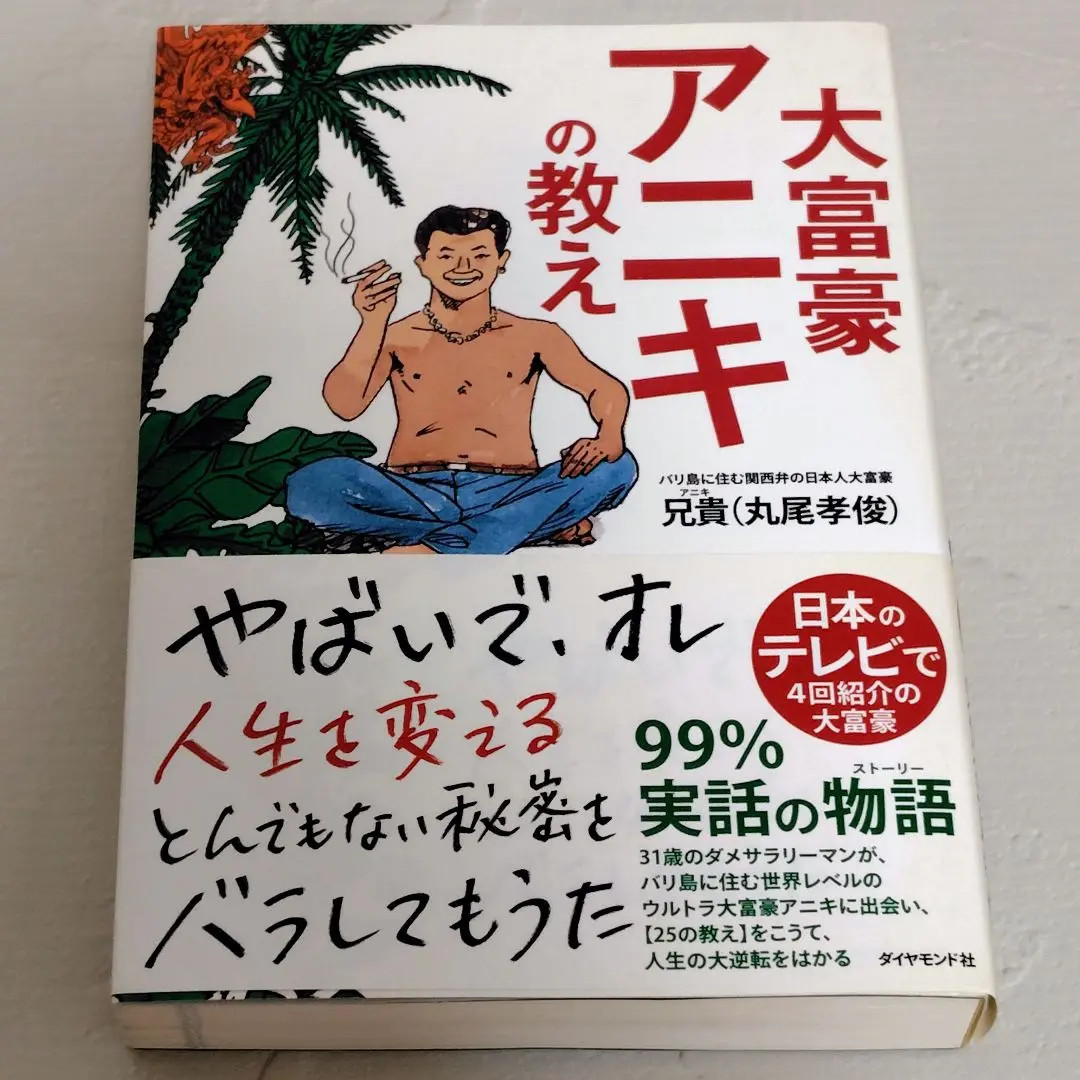 大富豪
アニキ
の教え
バリ島に住む関西弁の日本人大富豪
アニキ
兄貴(丸尾孝俊)
やばいで、オレ
人生を変える
とんでもない秘密を
バラしてもうた
日本の
テレビで
4回紹介の
大富豪
99%
ストーリー
実話の物語
31歳のダメサラリーマンが、
バリ島に住む世界レベルの
ウルトラ大富豪アニキに出会い、
【25の教え】をこうて、
人生の大逆転をはかる
ダイヤモンド社